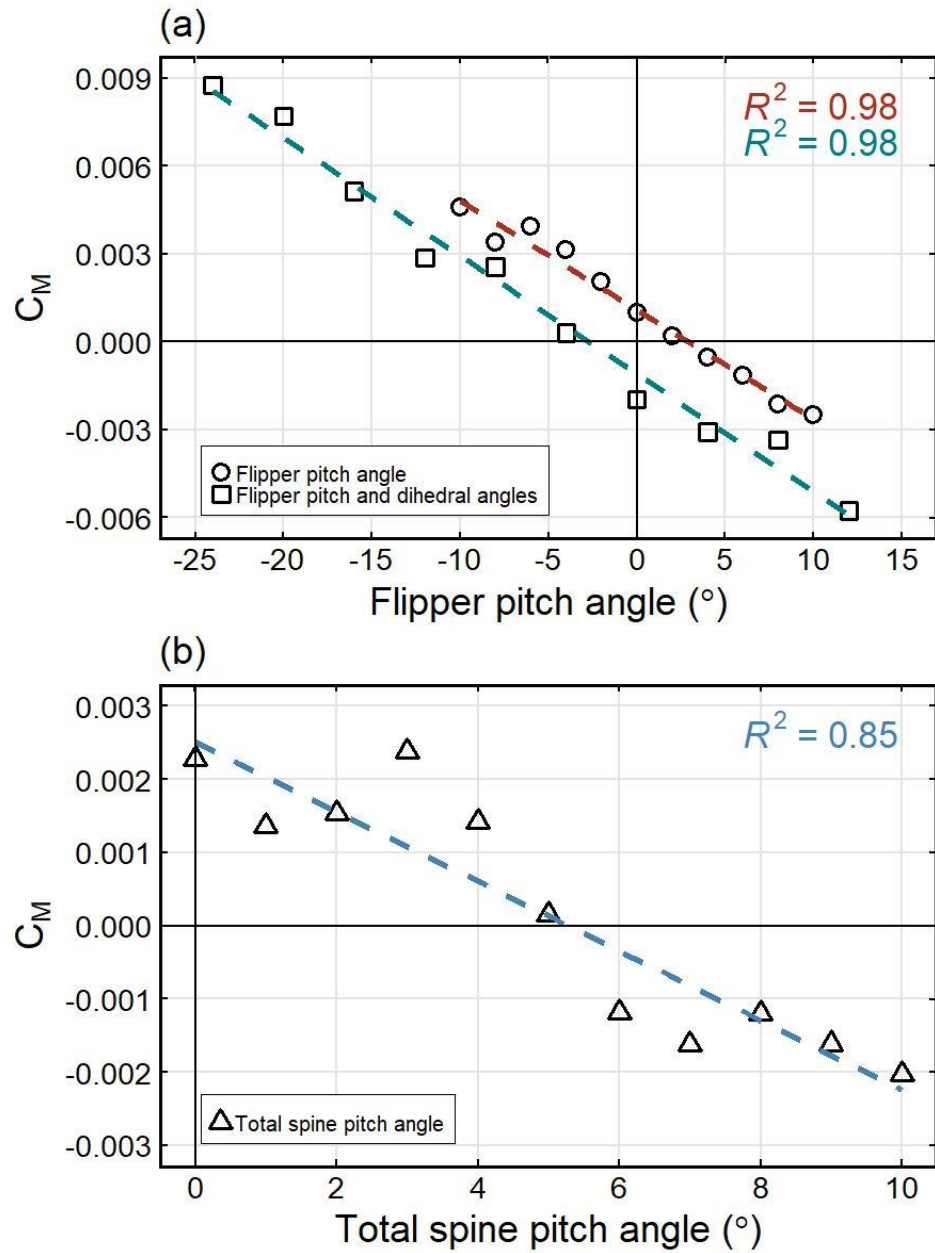 (a)
R² = 0.98
R² = 0.98
0.009
0.006
0.003
0.000
-0.003
-0.006
C_M
Flipper pitch angle
Flipper pitch and dihedral angles
-25 -20 -15 -10 -5 0 5 10 15
Flipper pitch angle (°)
(b)
R² = 0.85
0.003
0.002
0.001
0.000
-0.001
-0.002
-0.003
C_M
Total spine pitch angle
0 2 4 6 8 10
Total spine pitch angle (°)